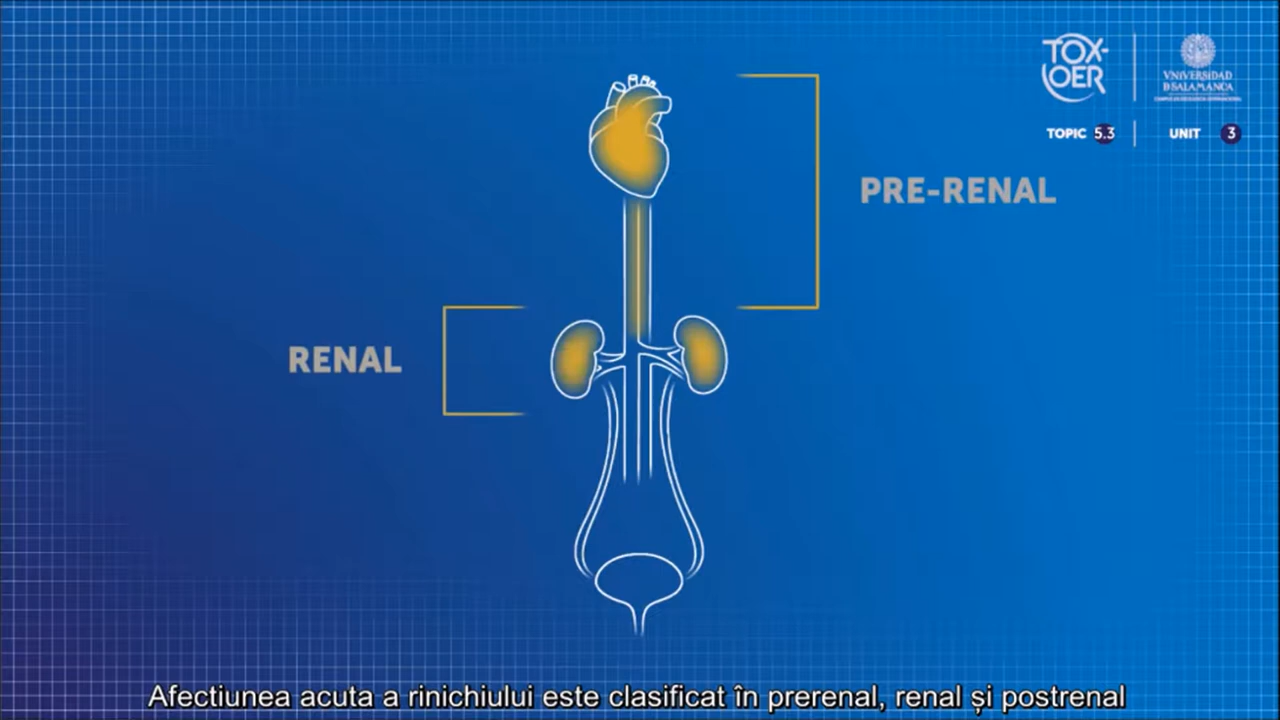 TOX-
OER
VNiVERSiDAD
D SALAMANCA
TOPIC 5.3
UNIT 3
PRE-RENAL
RENAL
Afectiunea acuta a rinichiului este clasificat în prerenal, renal și postrenal